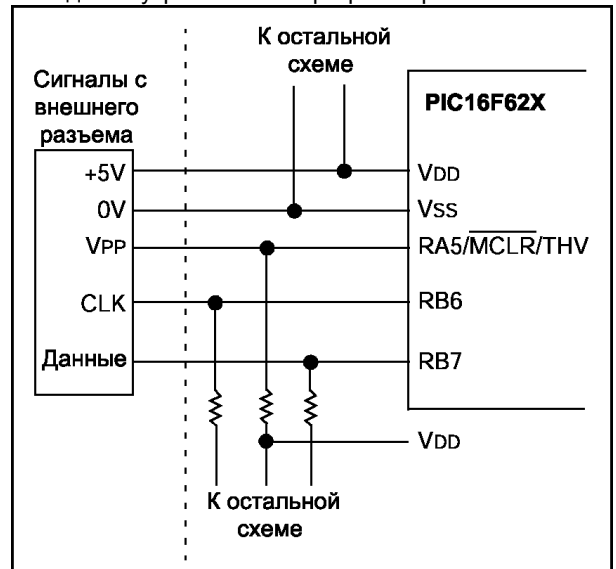 К остальной
схеме
Сигналы с
внешнего
разъема
PIC16F62X
+5V
VDD
0V
VSS
VPP
RA5/MCLR/THV
CLK
RB6
Данные
RB7
VDD
К остальной
схеме